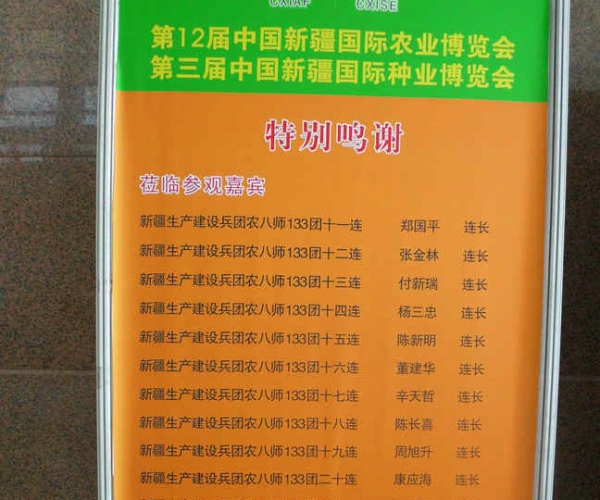 CXIAF CXISE
第12届中国新疆国际农业博览会
第三届中国新疆国际种业博览会
特别鸣谢
莅临参观嘉宾
新疆生产建设兵团农八师133团十一连 郑国平 连长
新疆生产建设兵团农八师133团十二连 张金林 连长
新疆生产建设兵团农八师133团十三连 付新瑞 连长
新疆生产建设兵团农八师133团十四连 杨三忠 连长
新疆生产建设兵团农八师133团十五连 陈新明 连长
新疆生产建设兵团农八师133团十六连 董建华 连长
新疆生产建设兵团农八师133团十七连 辛天哲 连长
新疆生产建设兵团农八师133团十八连 陈长喜 连长
新疆生产建设兵团农八师133团十九连 周旭升 连长
新疆生产建设兵团农八师133团二十连 康应海 连长